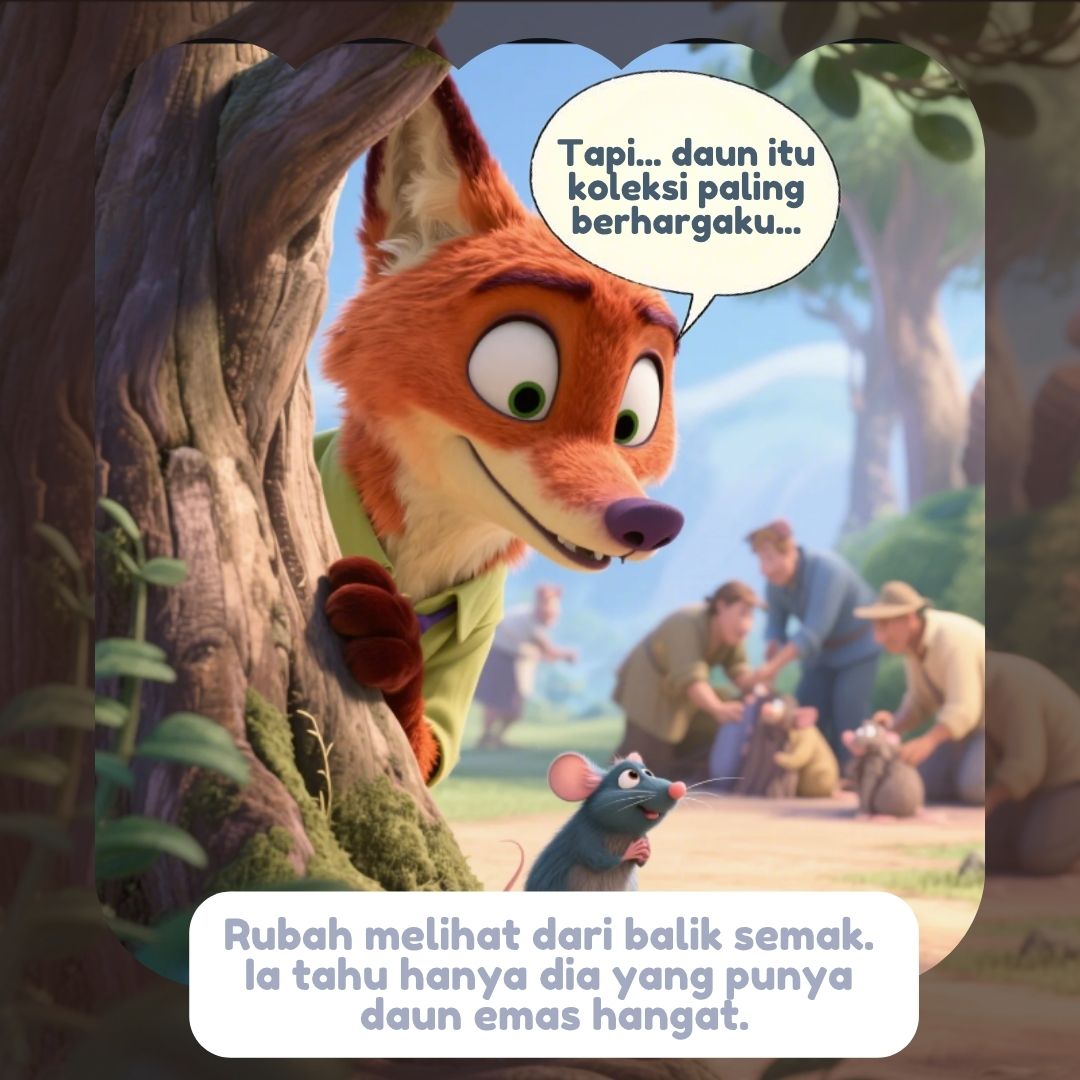 Tapi... daun itu
koleksi paling
berhargaku...
Rubah melihat dari balik semak.
Ia tahu hanya dia yang punya
daun emas hangat.